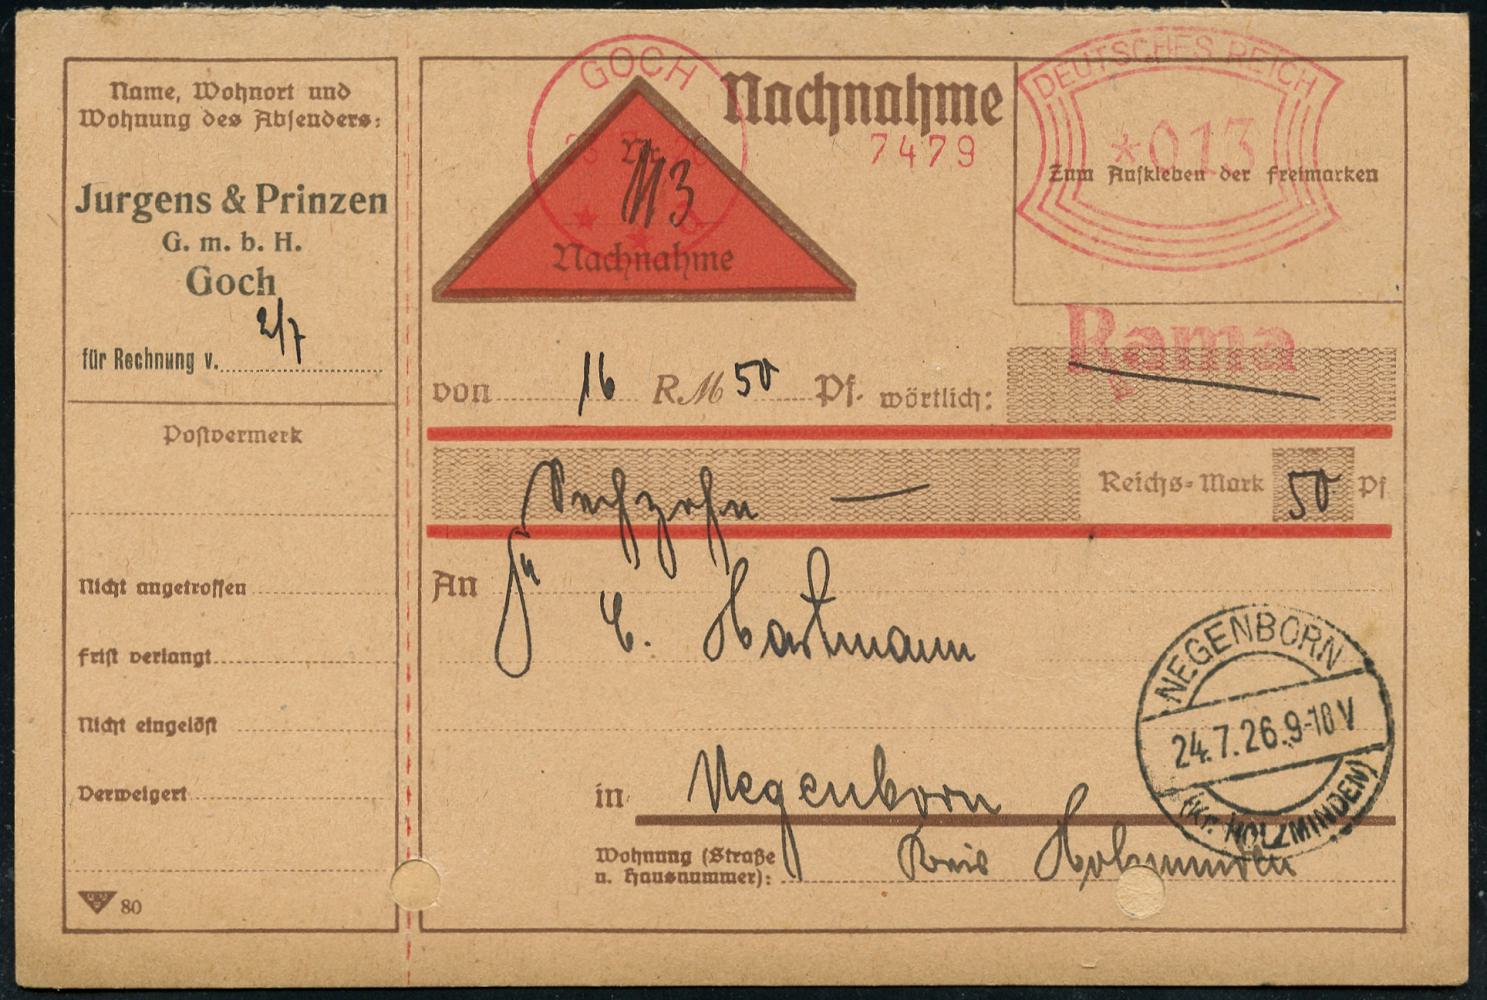 Name, Wohnort und
Wohnung des Absenders:
Jurgens & Prinzen
G. m. b. H.
Goch
2/7
für Rechnung v.
Postvermerk
Nicht angetroffen
Frist verlangt
Nicht eingelöst
Verweigert
80
GOCH
Nachnahme
7479
Nr.
113
Nachnahme
DEUTSCHES REICH
*013
Zum Aufkleben der Freimarken
Rama
von 16 RM 50 Pf. wörtlich:
Sechzehn — Reichs-Mark 50 Pf
An
C. Hartmann
NEGENBORN
24.7.26.9-10V
(Kr. HOLZMINDEN)
in Negenborn
Wohnung (Straße
u. Hausnummer):
Kreis Holzminden